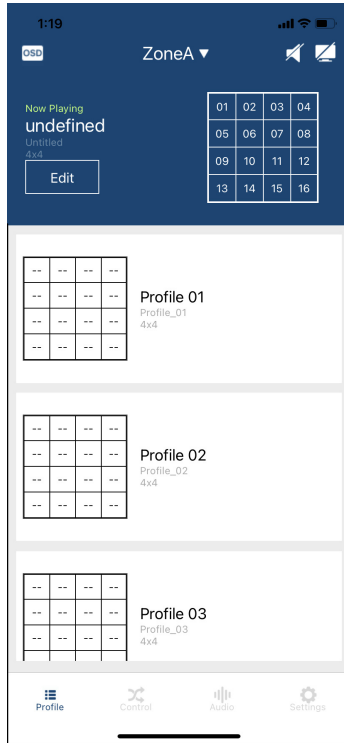 1:19
OSD
ZoneA ▼
Now Playing
undefined
Untitled
4x4
Edit
01 02 03 04
05 06 07 08
09 10 11 12
13 14 15 16
-- -- -- --
-- -- -- --
-- -- -- --
-- -- -- --
Profile 01
Profile_01
4x4
-- -- -- --
-- -- -- --
-- -- -- --
-- -- -- --
Profile 02
Profile_02
4x4
-- -- -- --
-- -- -- --
-- -- -- --
Profile 03
Profile_03
4x4
Profile Control Audio Settings